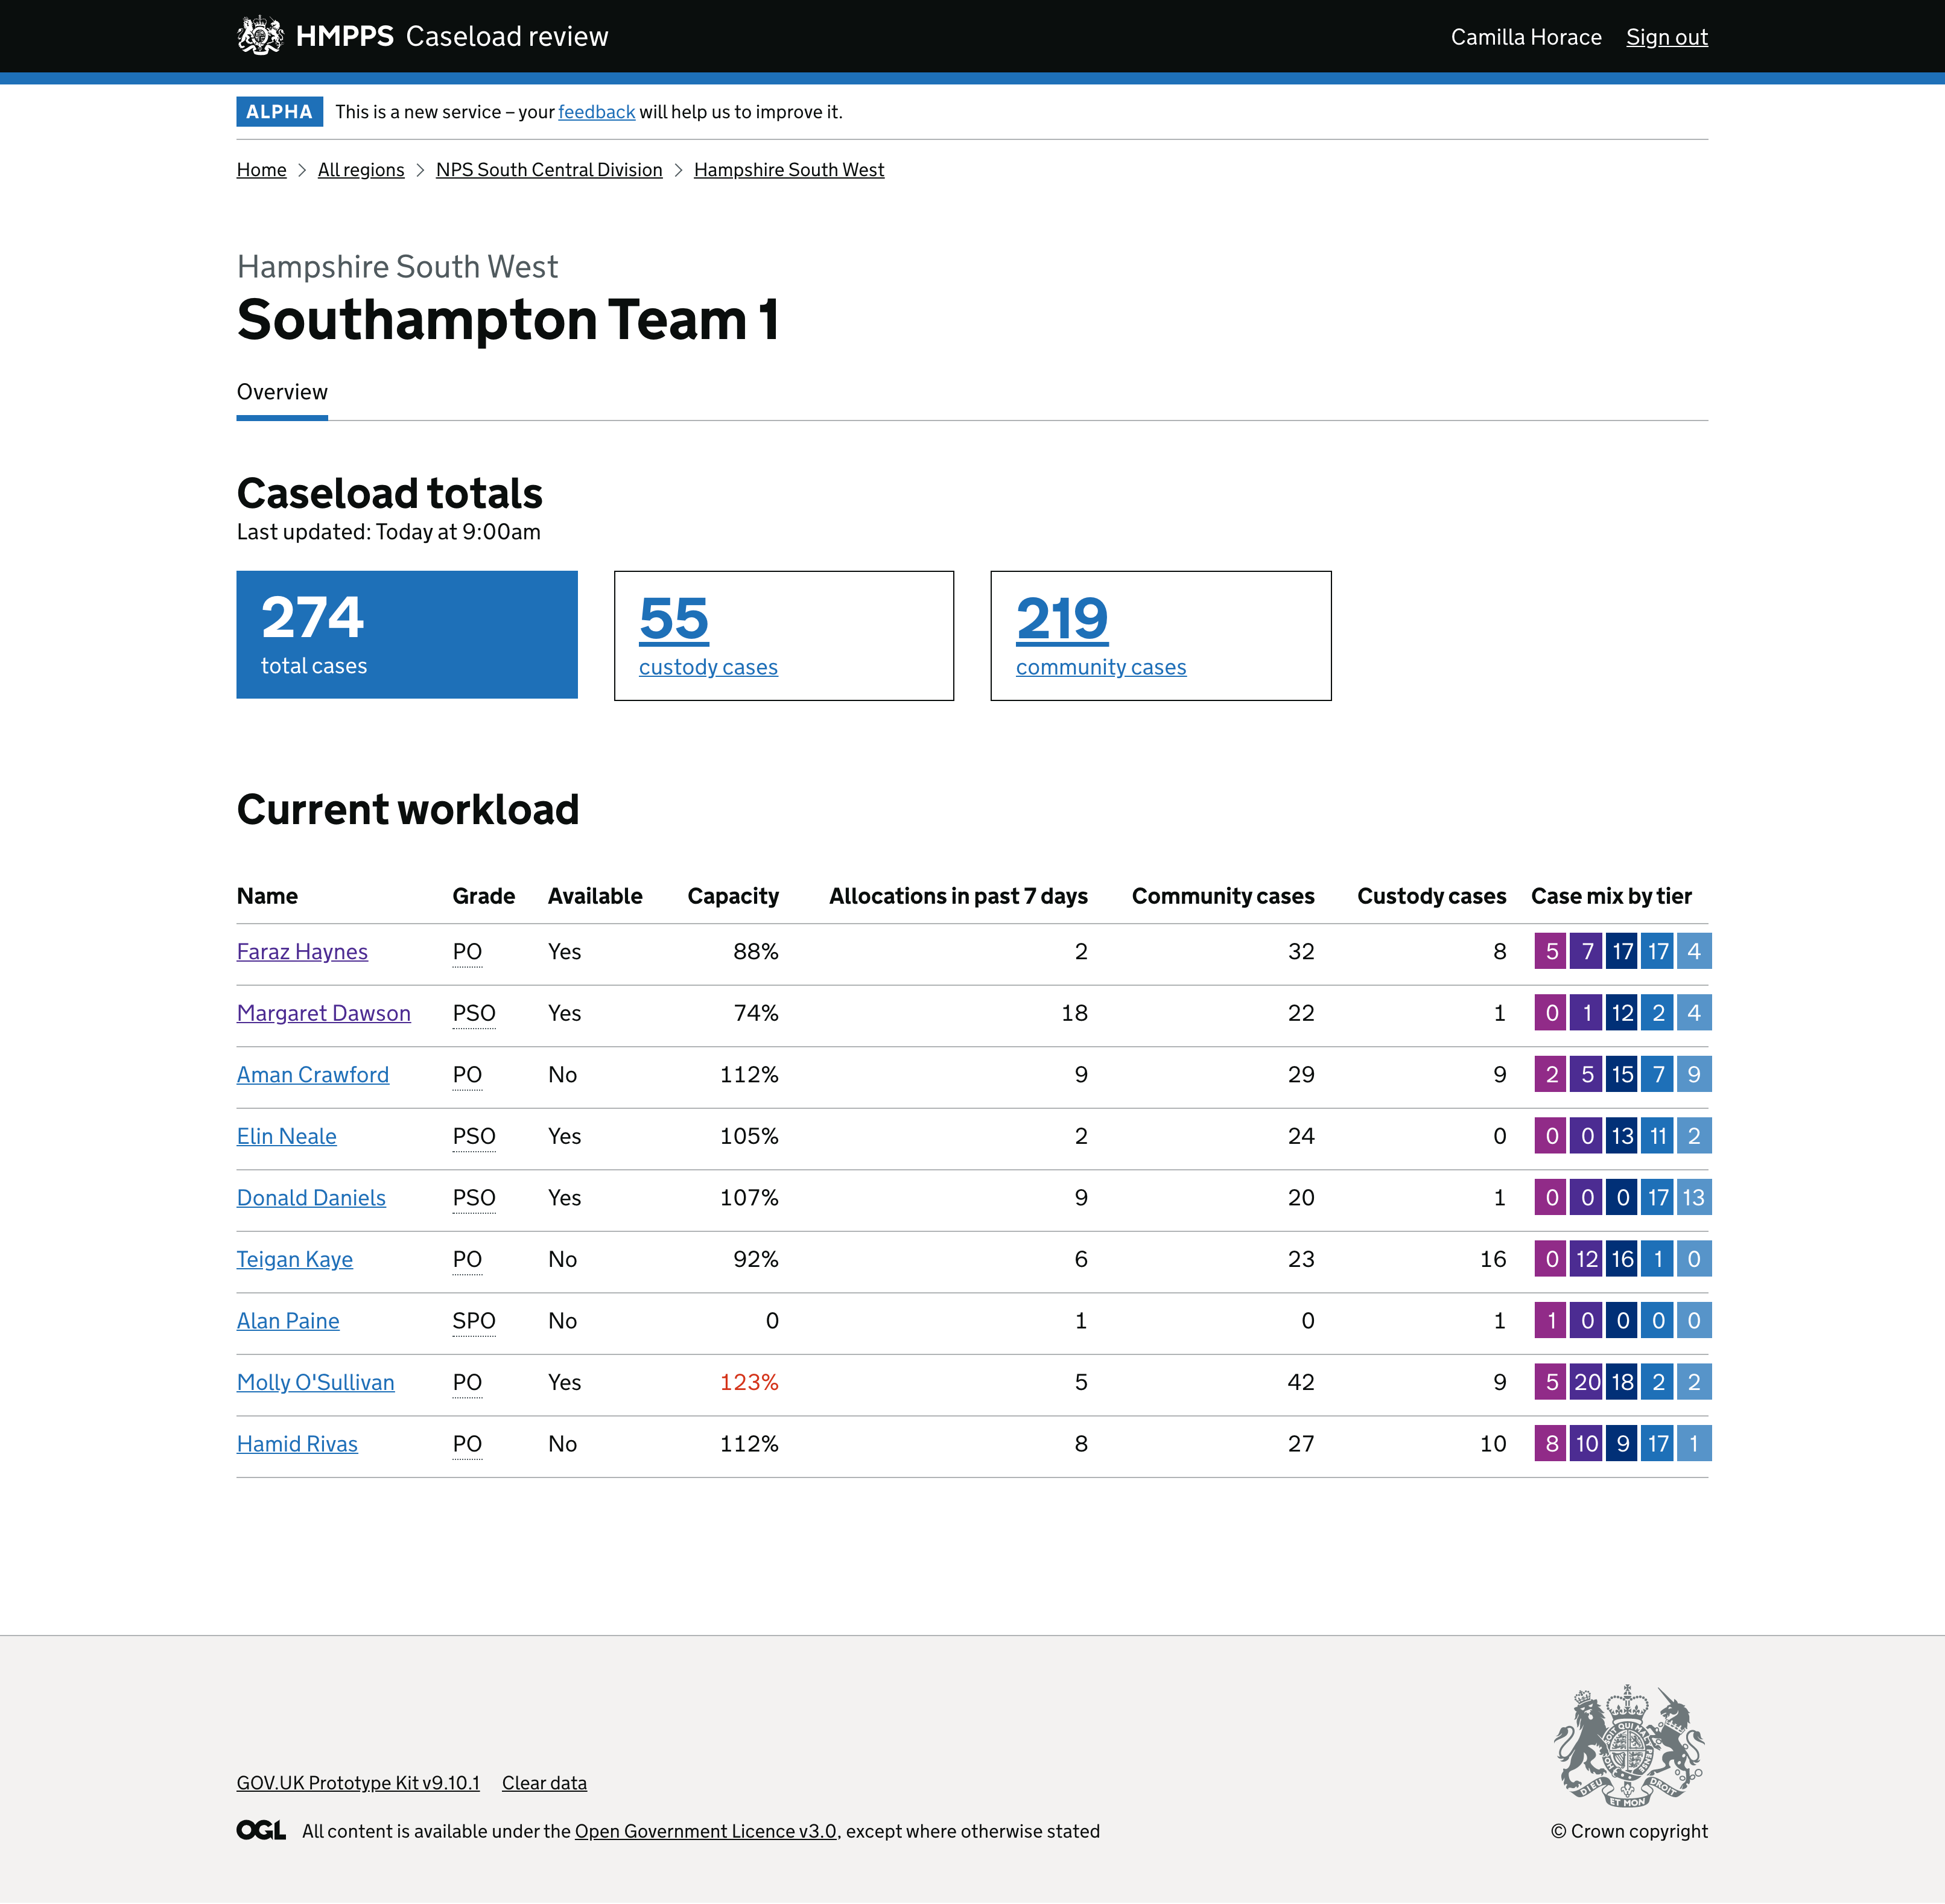 HMPPS Caseload review Camilla Horace Sign out
ALPHA This is a new service – your feedback will help us to improve it.
Home > All regions > NPS South Central Division > Hampshire South West
Hampshire South West
Southampton Team 1
Overview
Caseload totals
Last updated: Today at 9:00am
274 55 219
total cases custody cases community cases
Current workload
Name Grade Available Capacity Allocations in past 7 days Community cases Custody cases Case mix by tier
Faraz Haynes PO Yes 88% 2 32 8 5 7 17 17 4
Margaret Dawson PSO Yes 74% 18 22 1 0 1 12 2 4
Aman Crawford PO No 112% 9 29 9 2 5 15 7 9
Elin Neale PSO Yes 105% 2 24 0 0 0 13 11 2
Donald Daniels PSO Yes 107% 9 20 1 0 0 0 17 13
Teigan Kaye PO No 92% 6 23 16 0 12 16 1 0
Alan Paine SPO No 0 1 0 1 1 0 0 0 0
Molly O'Sullivan PO Yes 123% 5 42 9 5 20 18 2 2
Hamid Rivas PO No 112% 8 27 10 8 10 9 17 1
GOV.UK Prototype Kit v9.10.1 Clear data
DIEU ET MON DROIT
OGL All content is available under the Open Government Licence v3.0, except where otherwise stated © Crown copyright